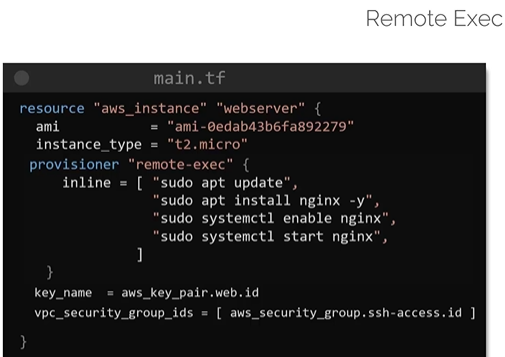 Remote Exec
main.tf
resource "aws_instance" "webserver" {
ami = "ami-0edab43b6fa892279"
instance_type = "t2.micro"
provisioner "remote-exec" {
inline = [ "sudo apt update",
"sudo apt install nginx -y",
"sudo systemctl enable nginx",
"sudo systemctl start nginx",
]
}
key_name = aws_key_pair.web.id
vpc_security_group_ids = [ aws_security_group.ssh-access.id ]
}